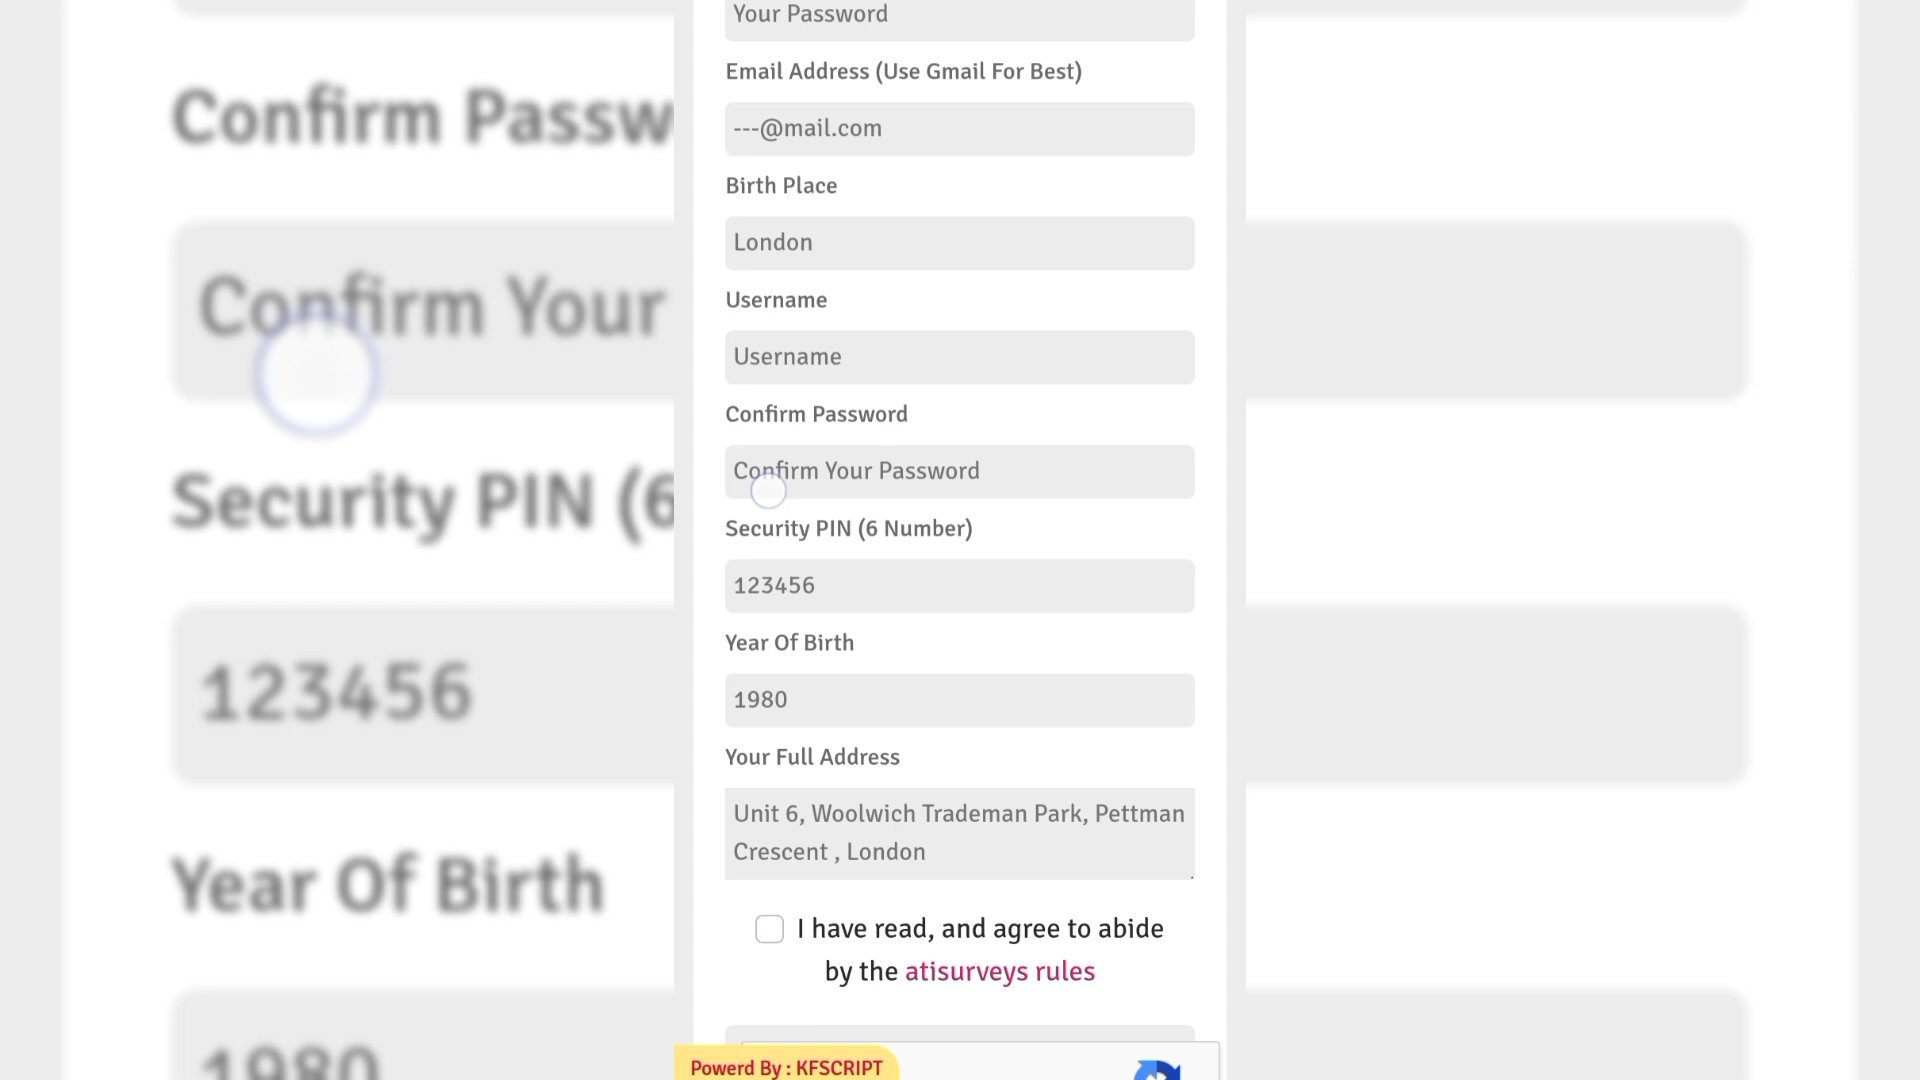 Your Password
Email Address (Use Gmail For Best)
---@mail.com
Birth Place
London
Username
Username
Confirm Password
Confirm Your Password
Security PIN (6 Number)
123456
Year Of Birth
1980
Your Full Address
Unit 6, Woolwich Trademan Park, Pettman
Crescent , London
I have read, and agree to abide
by the atisurveys rules
Powerd By : KFSCRIPT
Confirm Passw
Confirm Your
Security PIN (6
123456
Year Of Birth
1980